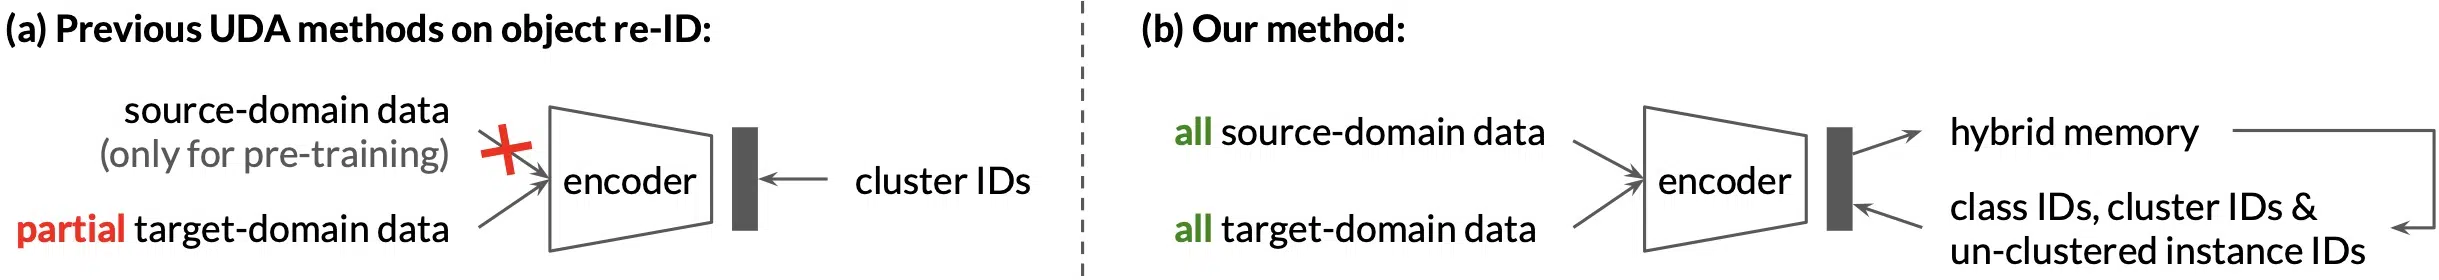 (a) Previous UDA methods on object re-ID:
source-domain data
(only for pre-training)
partial target-domain data
encoder
cluster IDs
(b) Our method:
all source-domain data
all target-domain data
encoder
hybrid memory
class IDs, cluster IDs &
un-clustered instance IDs